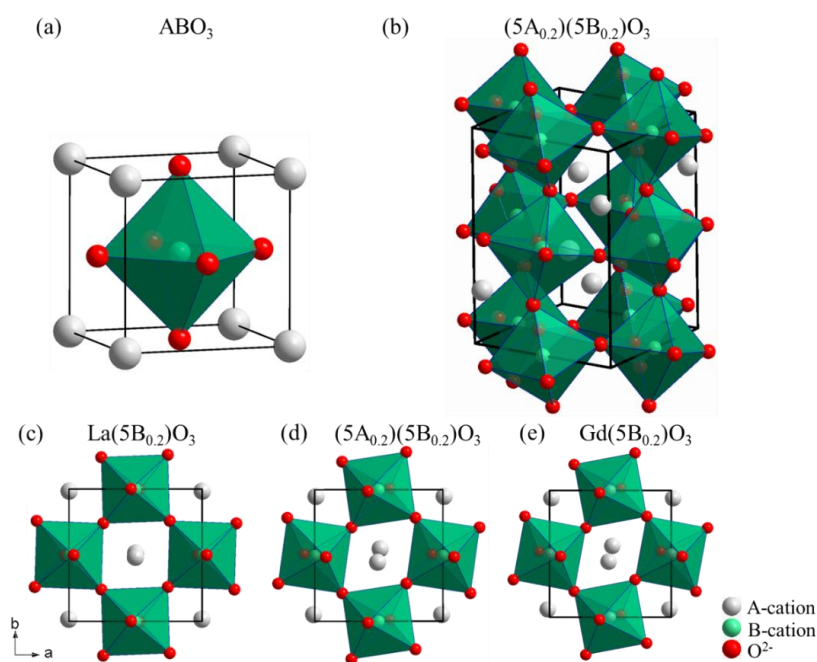 (a) ABO₃
(b) (5A₀.₂)(5B₀.₂)O₃
(c) La(5B₀.₂)O₃
(d) (5A₀.₂)(5B₀.₂)O₃
(e) Gd(5B₀.₂)O₃
b
a
A-cation
B-cation
O²⁻